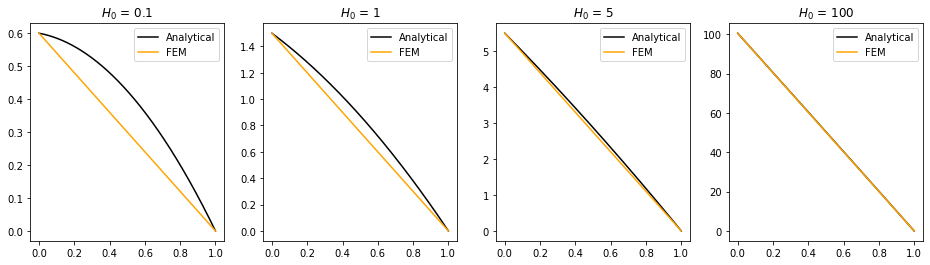 H₀ = 0.1
0.6
0.5
0.4
0.3
0.2
0.1
0.0
0.0 0.2 0.4 0.6 0.8 1.0
Analytical
FEM
H₀ = 1
1.4
1.2
1.0
0.8
0.6
0.4
0.2
0.0
0.0 0.2 0.4 0.6 0.8 1.0
Analytical
FEM
H₀ = 5
5
4
3
2
1
0
0.0 0.2 0.4 0.6 0.8 1.0
Analytical
FEM
H₀ = 100
100
80
60
40
20
0
0.0 0.2 0.4 0.6 0.8 1.0
Analytical
FEM